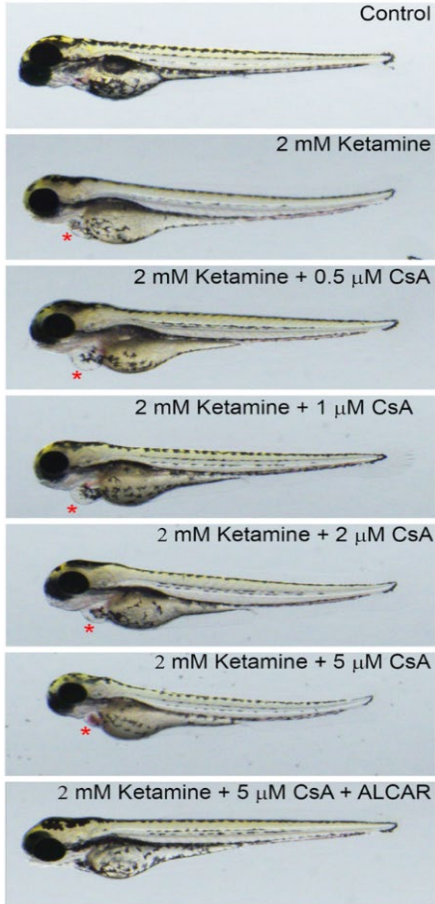 Control
2 mM Ketamine
*
2 mM Ketamine + 0.5 μM CsA
*
2 mM Ketamine + 1 μM CsA
*
2 mM Ketamine + 2 μM CsA
*
2 mM Ketamine + 5 μM CsA
*
2 mM Ketamine + 5 μM CsA + ALCAR